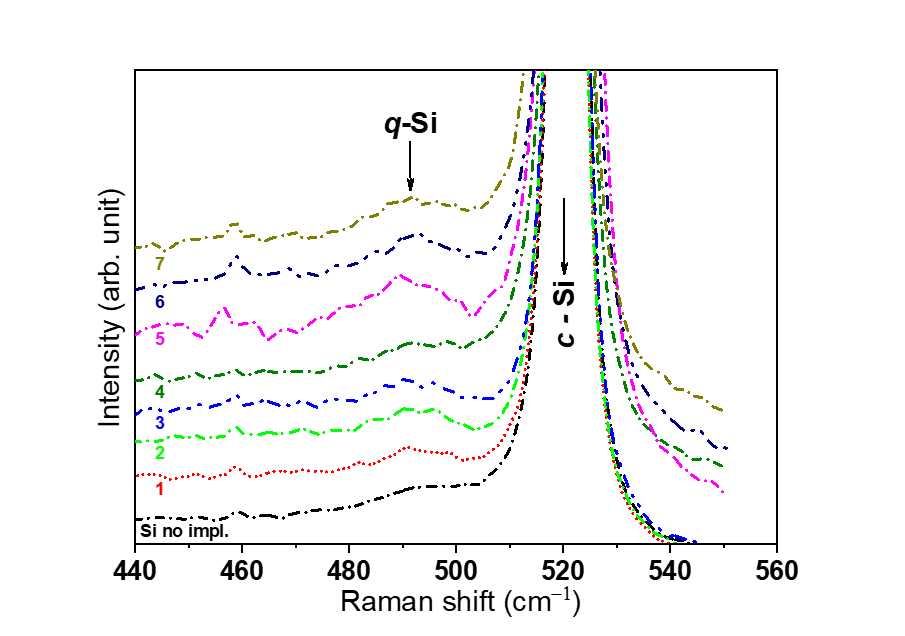 q-Si
c - Si
Intensity (arb. unit)
7
6
5
4
3
2
1
Si no impl.
440 460 480 500 520 540 560
Raman shift (cm⁻¹)